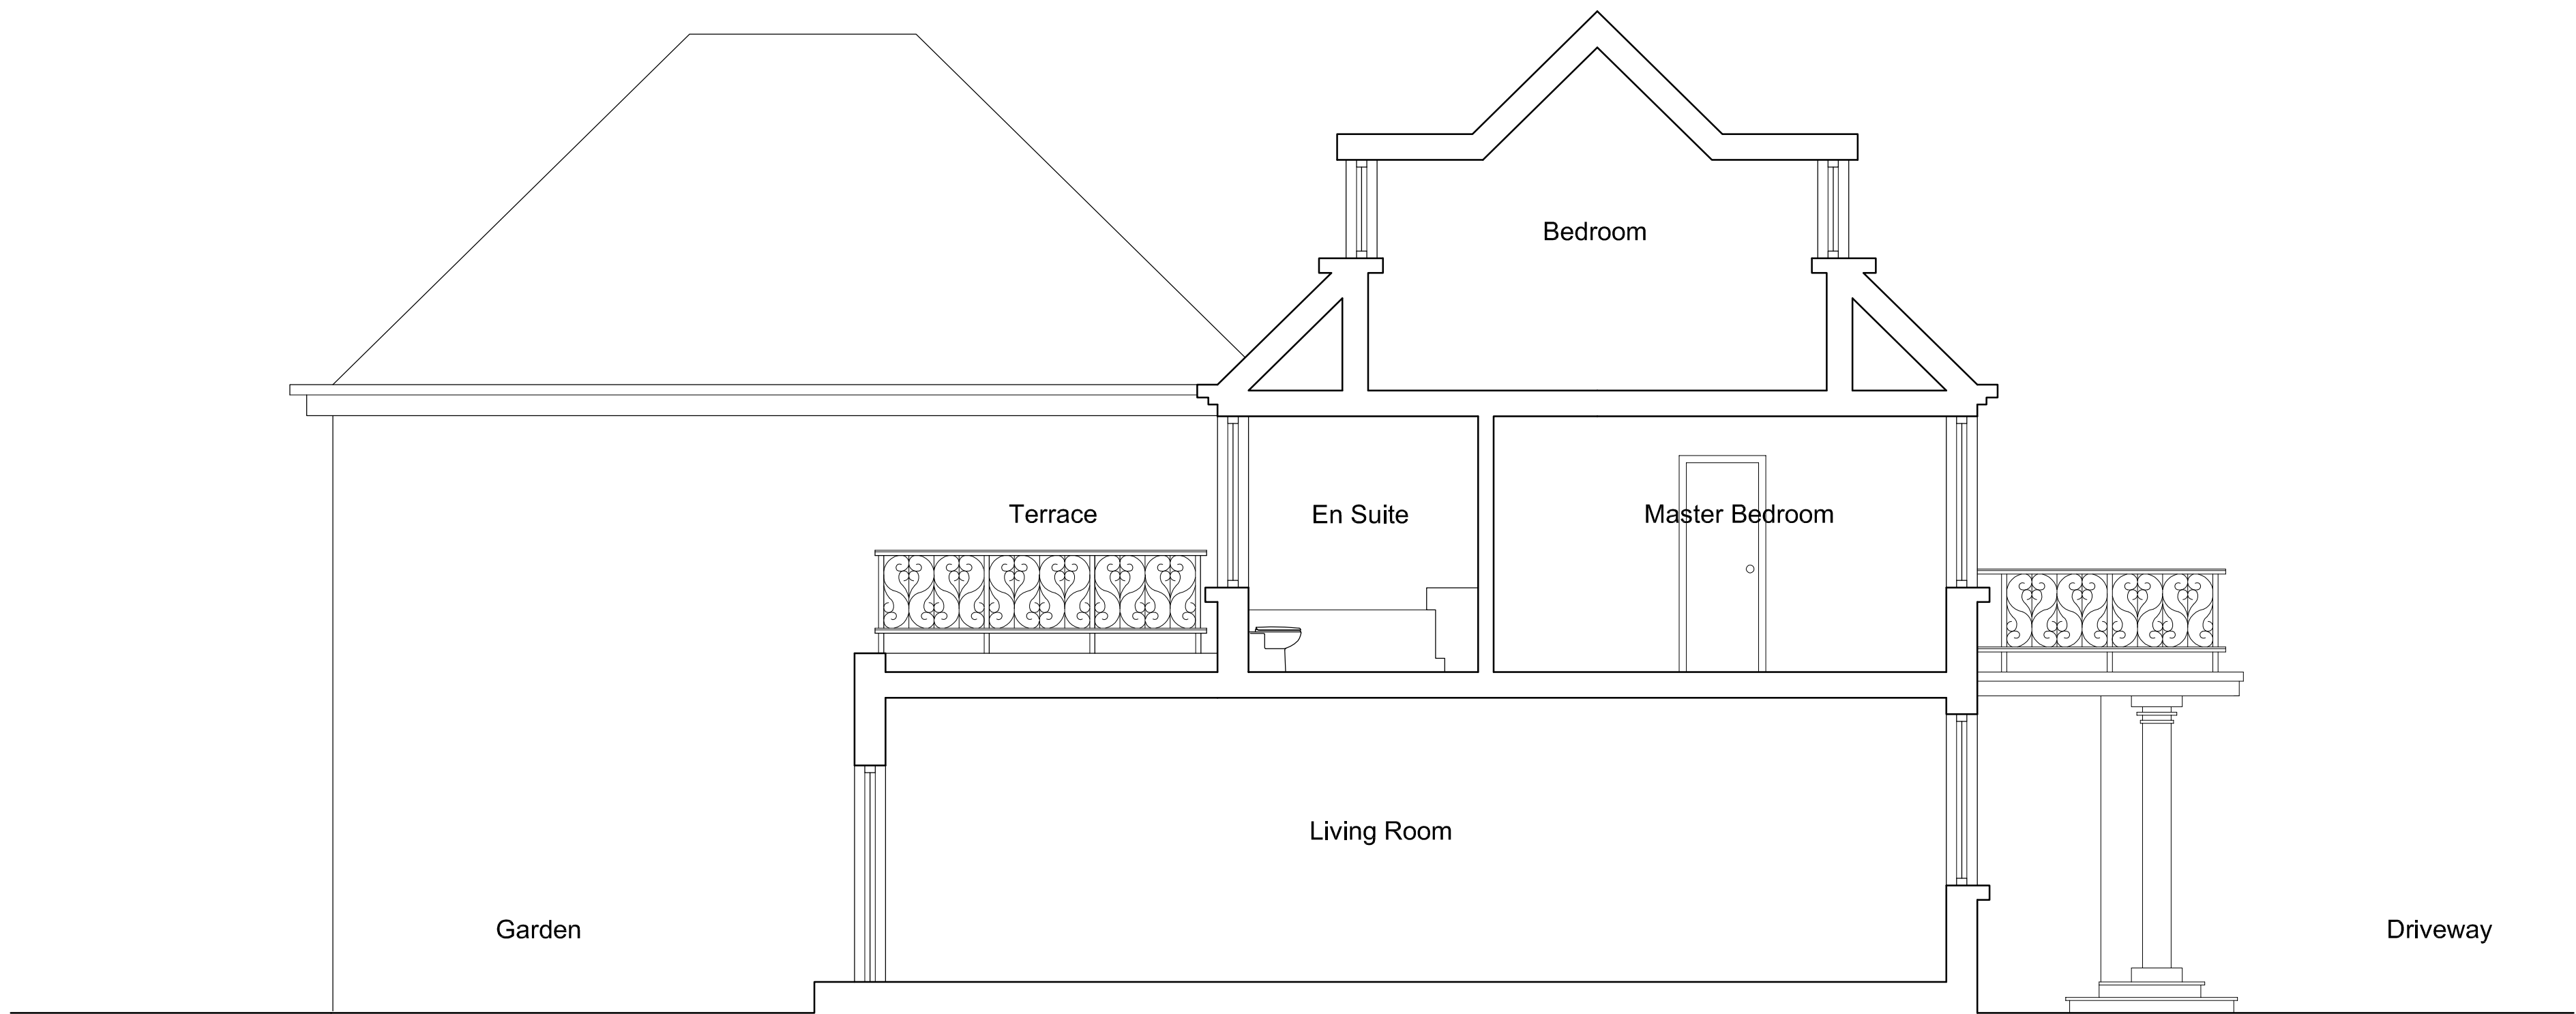 Bedroom
Terrace
En Suite
Master Bedroom
Living Room
Garden
Driveway